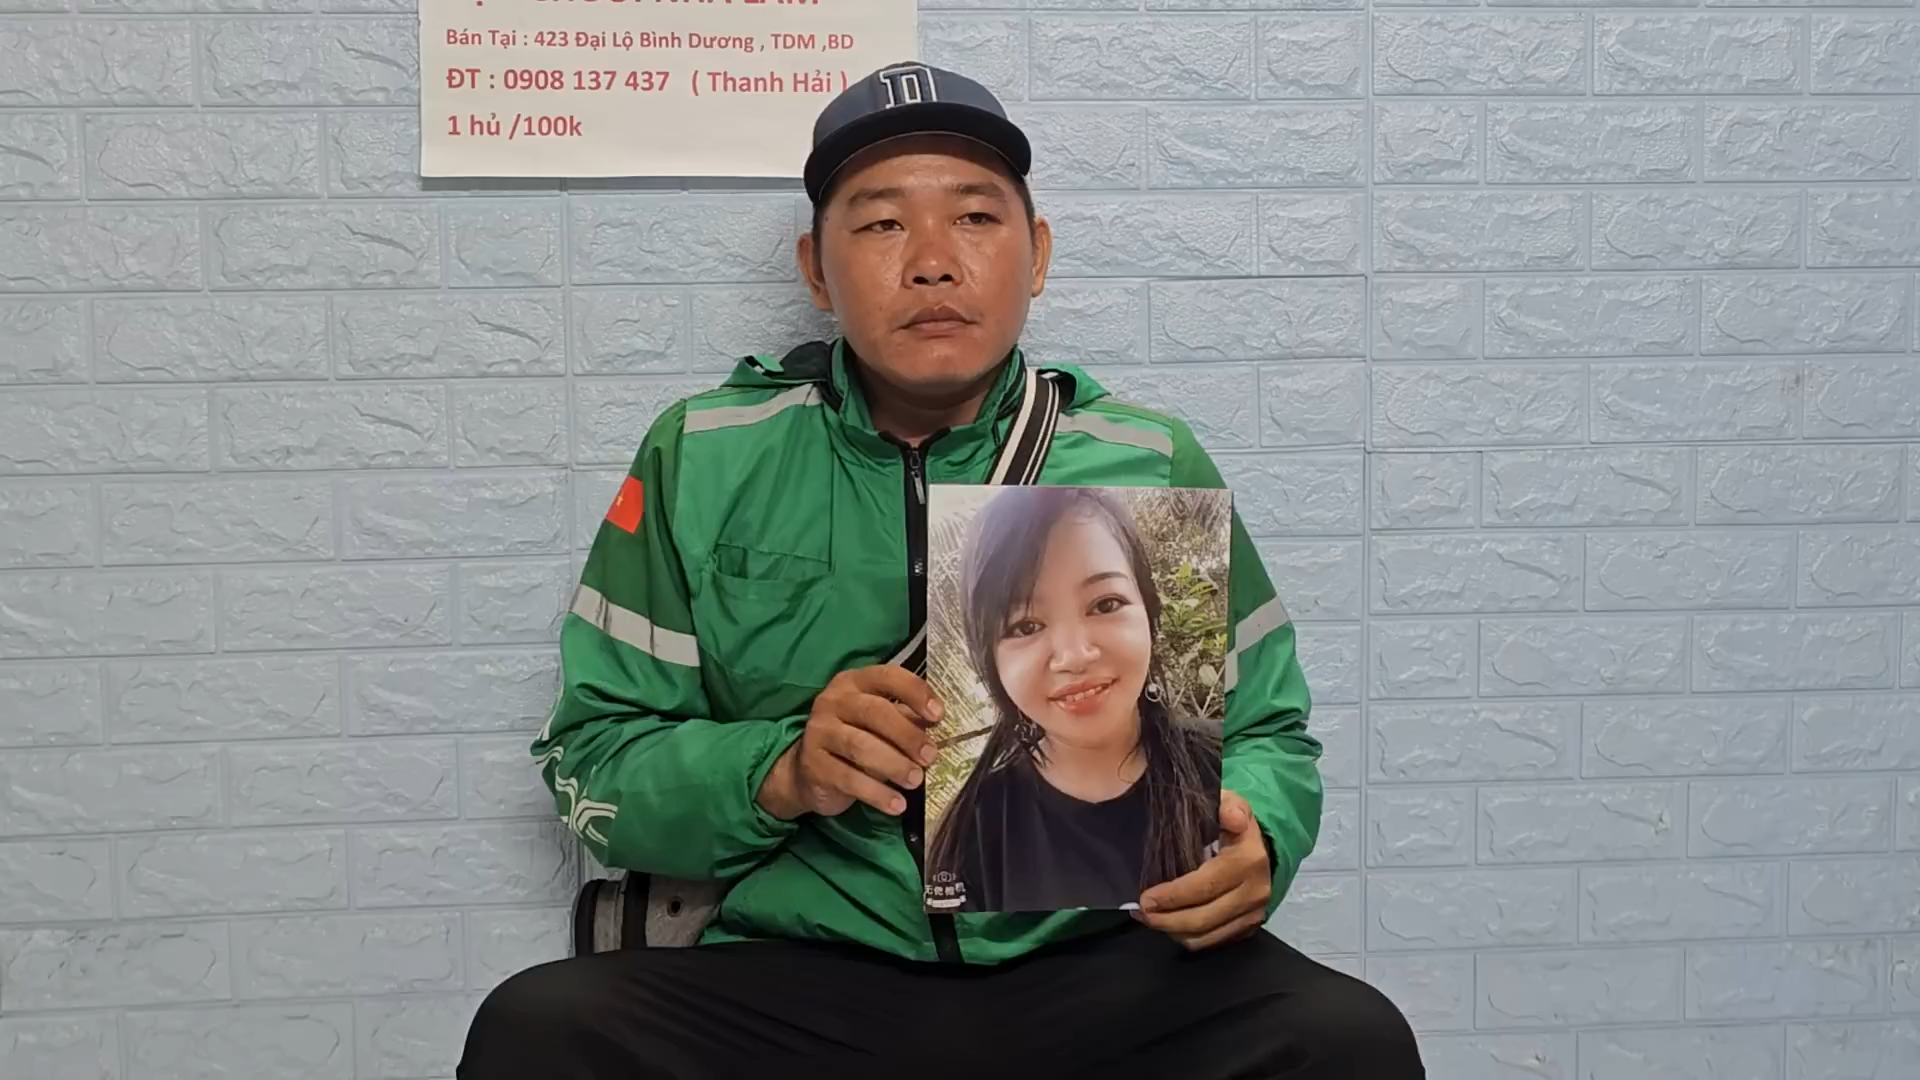 Bán Tại : 423 Đại Lộ Bình Dương , TDM ,BD
ĐT : 0908 137 437 ( Thanh Hải )
1 hủ /100k